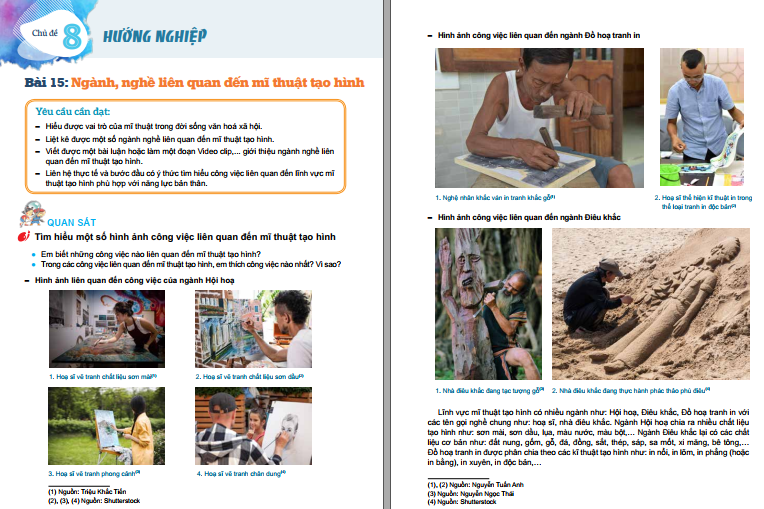 Chủ đề
8
HƯỚNG NGHIỆP
Bài 15: Ngành, nghề liên quan đến mĩ thuật tạo hình
Yêu cầu cần đạt:
– Hiểu được vai trò của mĩ thuật trong đời sống văn hoá xã hội.
– Liệt kê được một số ngành nghề liên quan đến mĩ thuật tạo hình.
– Viết được một bài luận hoặc làm một đoạn Video clip,... giới thiệu ngành nghề liên
quan đến mĩ thuật tạo hình.
– Liên hệ thực tế và bước đầu có ý thức tìm hiểu công việc liên quan đến lĩnh vực mĩ
thuật tạo hình phù hợp với năng lực bản thân.
QUAN SÁT
Tìm hiểu một số hình ảnh công việc liên quan đến mĩ thuật tạo hình
• Em biết những công việc nào liên quan đến mĩ thuật tạo hình?
• Trong các công việc liên quan đến mĩ thuật tạo hình, em thích công việc nào nhất? Vì sao?
– Hình ảnh liên quan đến công việc của ngành Hội hoạ
1. Hoạ sĩ vẽ tranh chất liệu sơn mài(1)
2. Hoạ sĩ vẽ tranh chất liệu sơn dầu(2)
3. Hoạ sĩ vẽ tranh phong cảnh(3)
4. Hoạ sĩ vẽ tranh chân dung(4)
(1) Nguồn: Triệu Khắc Tiến
(2), (3), (4) Nguồn: Shutterstock
– Hình ảnh công việc liên quan đến ngành Đồ hoạ tranh in
1. Nghệ nhân khắc ván in tranh khắc gỗ(1)
2. Hoạ sĩ thể hiện kĩ thuật in trong
thể loại tranh in độc bản(2)
– Hình ảnh công việc liên quan đến ngành Điêu khắc
1. Nhà điêu khắc đang tạc tượng gỗ(3)
2. Nhà điêu khắc đang thực hành phác thảo phù điêu(4)
Lĩnh vực mĩ thuật tạo hình có nhiều ngành như: Hội hoạ, Điêu khắc, Đồ hoạ tranh in với
các tên gọi nghề chung như: hoạ sĩ, nhà điêu khắc. Ngành Hội hoạ chia ra nhiều chất liệu
tạo hình như: sơn mài, sơn dầu, lụa, màu nước, màu bột,... Ngành Điêu khắc lại có các chất
liệu cơ bản như: đất nung, gốm, gỗ, đá, đồng, sắt, thép, sáp, sa mốt, xi măng, bê tông,...
Đồ hoạ tranh in được phân chia theo các kĩ thuật tạo hình như: in nổi, in lõm, in phẳng (hoặc
in bằng), in xuyên, in độc bản,...
(1), (2) Nguồn: Nguyễn Tuấn Anh
(3) Nguồn: Nguyễn Ngọc Thái
(4) Nguồn: Shutterstock